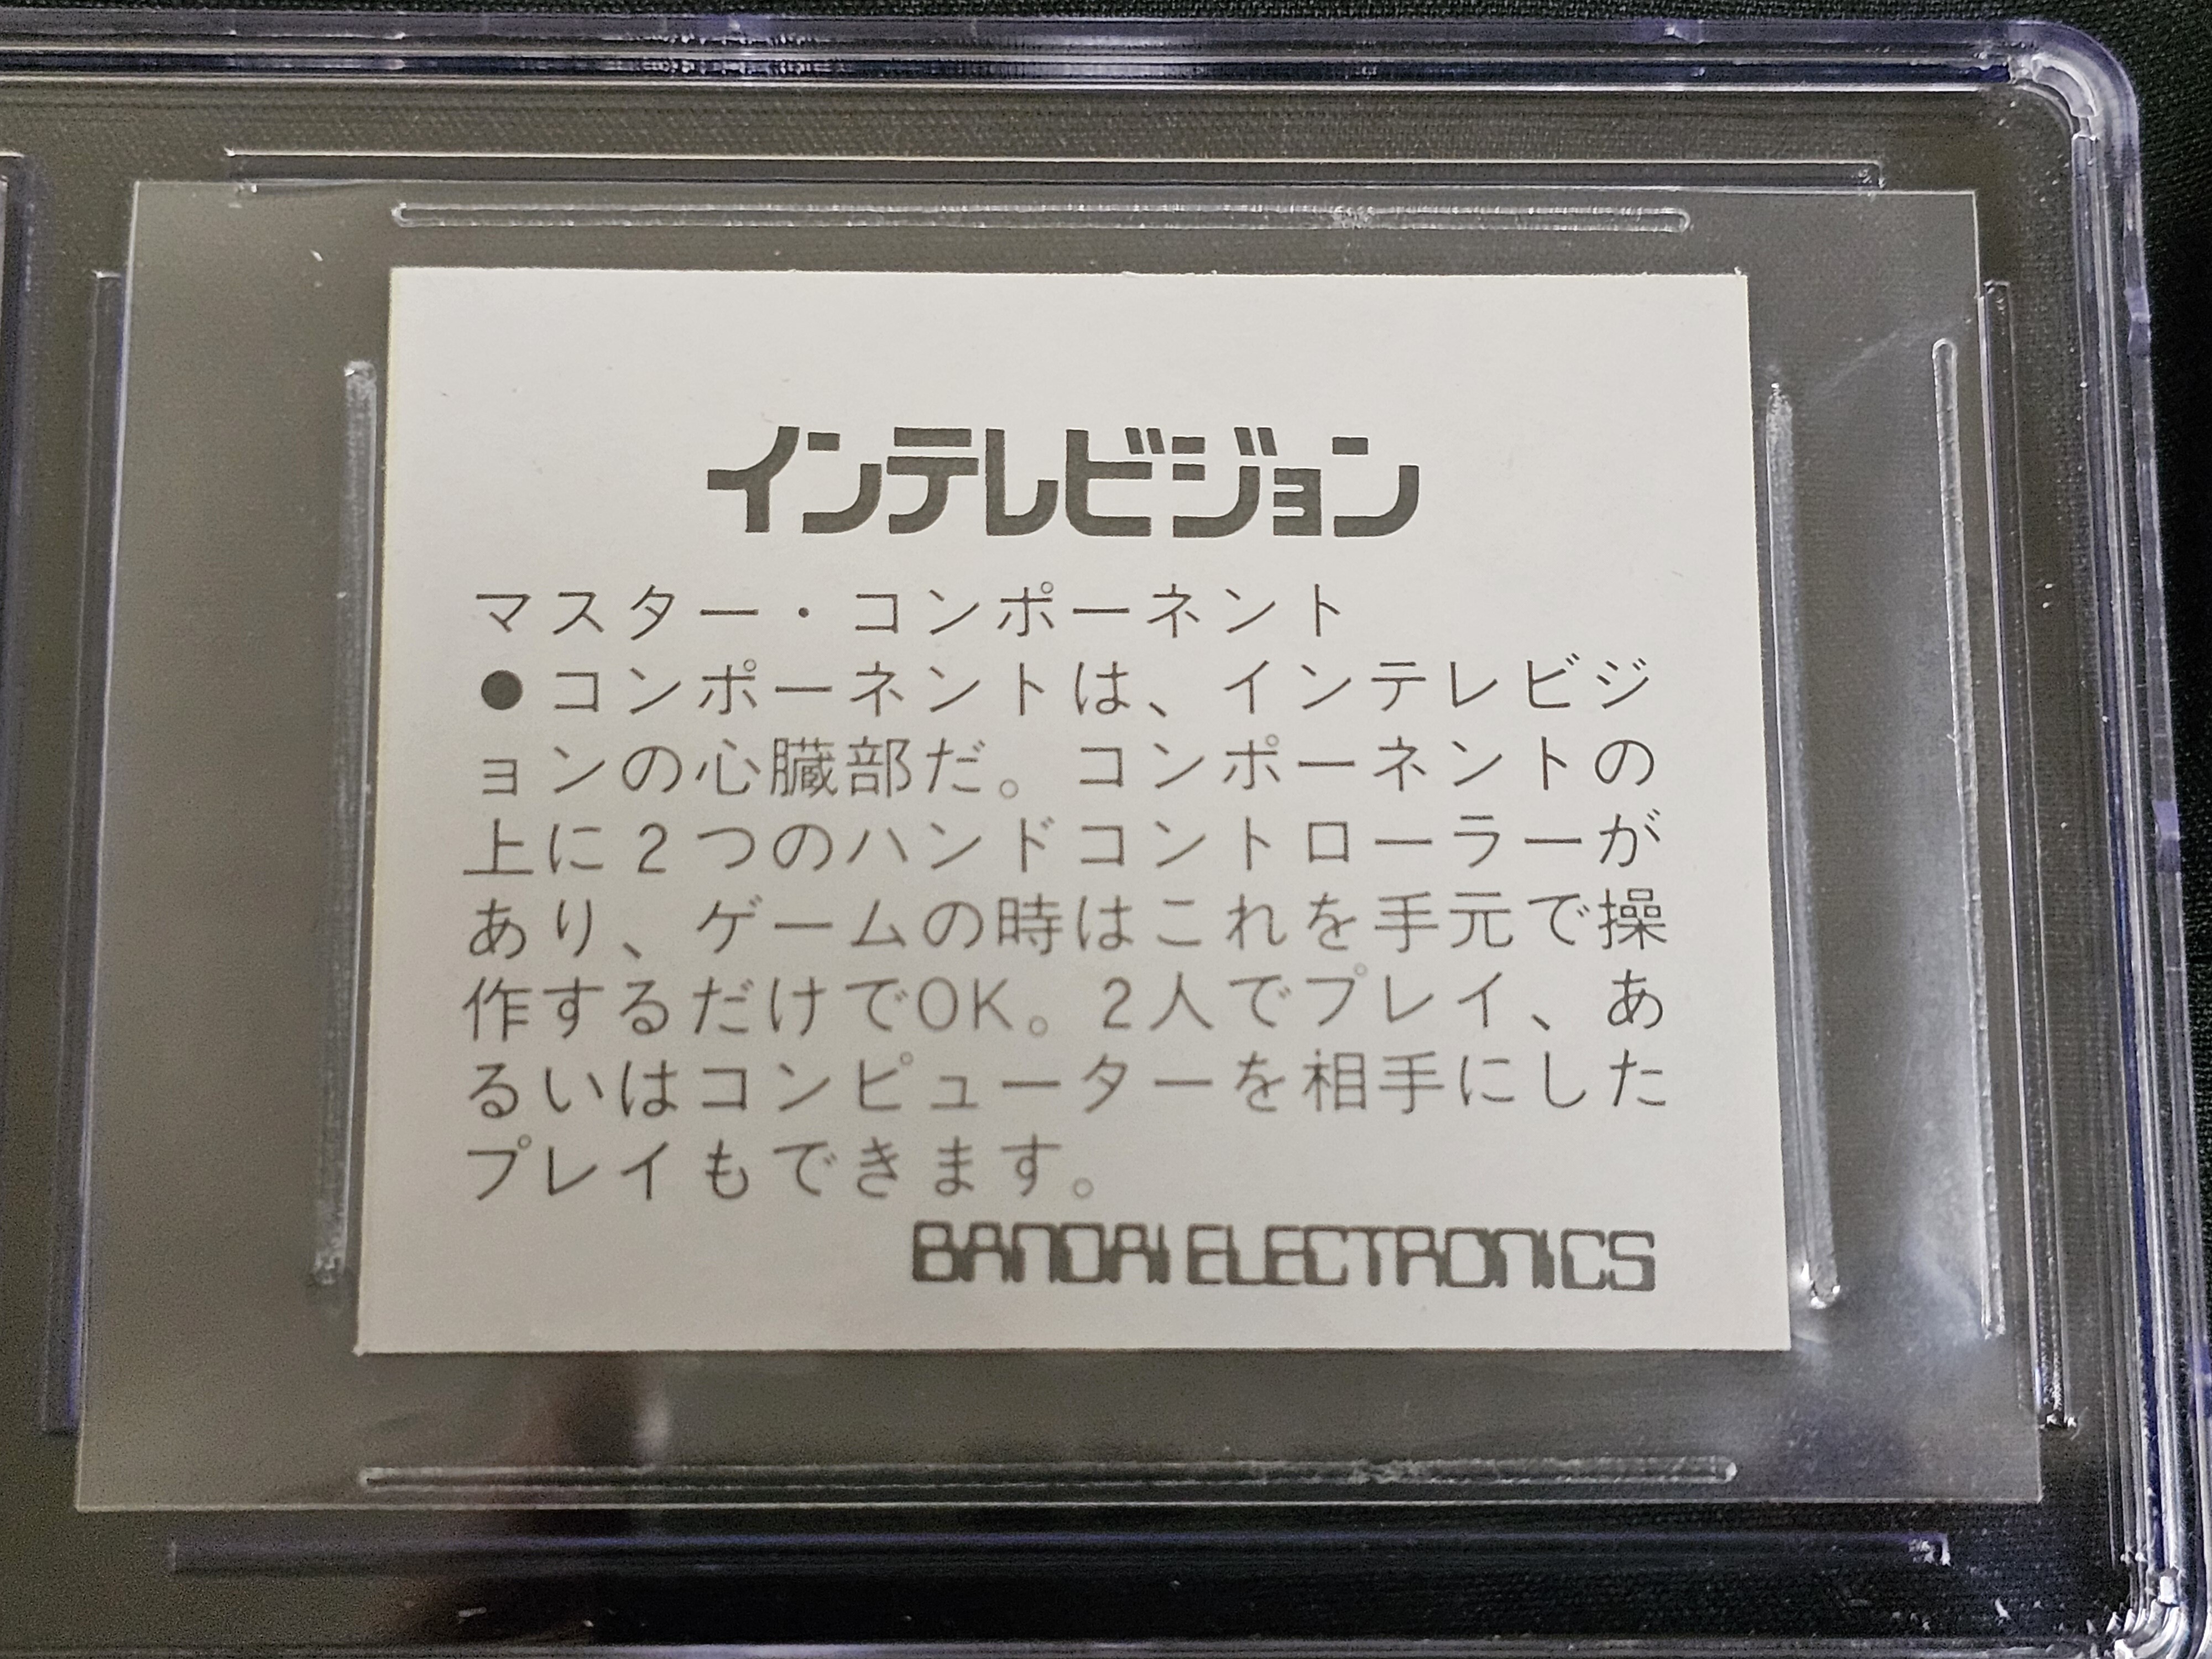 インテレビジョン
マスター・コンポーネント
●コンポーネントは、インテレビジ
ョンの心臓部だ。コンポーネントの
上に2つのハンドコントローラーが
あり、ゲームの時はこれを手元で操
作するだけでOK。2人でプレイ、あ
るいはコンピューターを相手にした
プレイもできます。
BANDAI ELECTRONICS